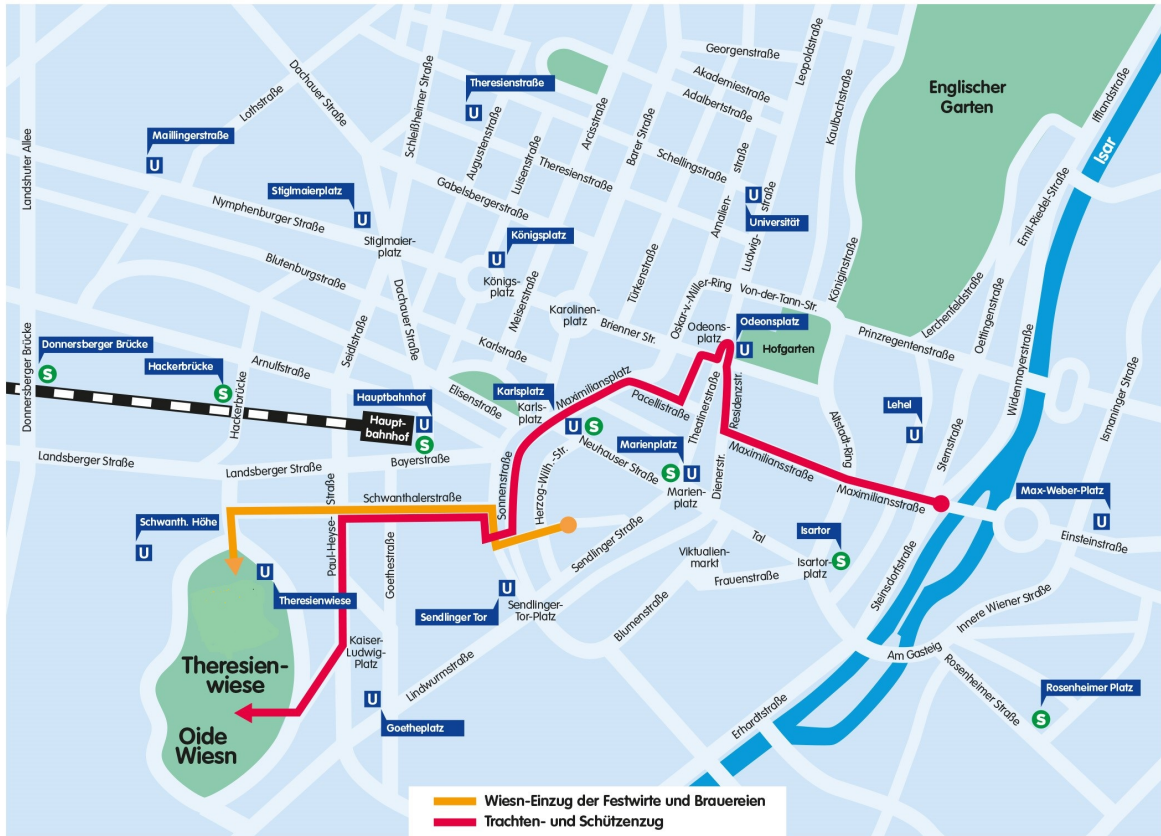 Georgenstraße
Leopoldstraße
Ifflandstraße
Dachauer Straße
Schleißheimer Straße
Theresienstraße
U
Akademiestraße
Adalbertstraße
Kaulbachstraße
Englischer
Garten
Isar
Lothstraße
Augustenstraße
Arcisstraße
Barer Straße
Maillingerstraße
U
Luisenstraße
Theresienstraße
Schellingstraße
Landshuter Allee
Gabelsbergerstraße
Stiglmaierplatz
U
Nymphenburger Straße
Stiglmaier-
platz
Amalien-
straße
U
Universität
Ludwig-
straße
Emil-Riedel-Straße
Königsplatz
U
Königs-
platz
Blutenburgstraße
Türkenstraße
Königinstraße
Oskar-v-Miller-Ring
Von-der-Tann-Str.
Lerchenfeldstraße
Oettingenstraße
Dachauer Straße
Meiserstraße
Karolinen-
platz
Brienner Str.
Odeons-
platz
Odeonsplatz
U
Hofgarten
Prinzregentenstraße
Seidlstraße
Karlstraße
Donnersberger Brücke
S
Donnersberger Brücke
Hackerbrücke
S
Hackerbrücke
Arnulfstraße
Elisenstraße
Hauptbahnhof
U
S
Haupt-
bahnhof
Karlsplatz
Karls-
platz
U
S
Maximiliansplatz
Pacellistraße
Theatinerstraße
Residenzstr.
Widenmayerstraße
Ismaninger Straße
Altstadt-Ring
Lehel
U
Sternstraße
Landsberger Straße
Landsberger Straße
Bayerstraße
Neuhauser Straße
Herzog-Wilh.-Str.
Marienplatz
S
U
Marien-
platz
Dienerstr.
Maximiliansstraße
Maximiliansstraße
Max-Weber-Platz
U
Einsteinstraße
Schwanthalerstraße
Sonnenstraße
Paul-Heyse-
Straße
Goethestraße
Schwanth. Höhe
U
Sendlinger Straße
Tal
Viktualien-
markt
Frauenstraße
Isartor
S
Isartor-
platz
Steinsdorfstraße
U
Theresienwiese
Sendlinger Tor
U
Sendlinger-
Tor-Platz
Blumenstraße
Innere Wiener Straße
Am Gasteig
Kaiser-
Ludwig-
Platz
Lindwurmstraße
Theresien-
wiese
Oide
Wiesn
U
Goetheplatz
Erhardtstraße
Rosenheimer Straße
Rosenheimer Platz
S
Wiesn-Einzug der Festwirte und Brauereien
Trachten- und Schützenzug